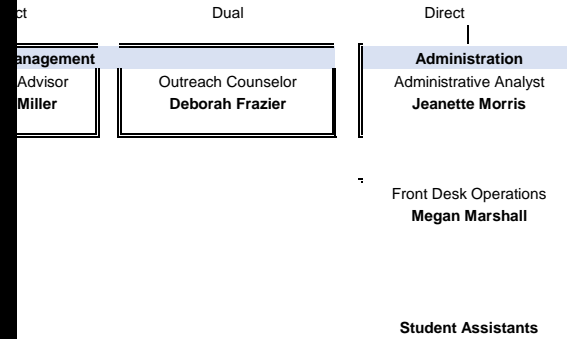 ct Dual Direct
anagement Administration
Advisor Outreach Counselor Administrative Analyst
Miller Deborah Frazier Jeanette Morris
Front Desk Operations
Megan Marshall
Student Assistants